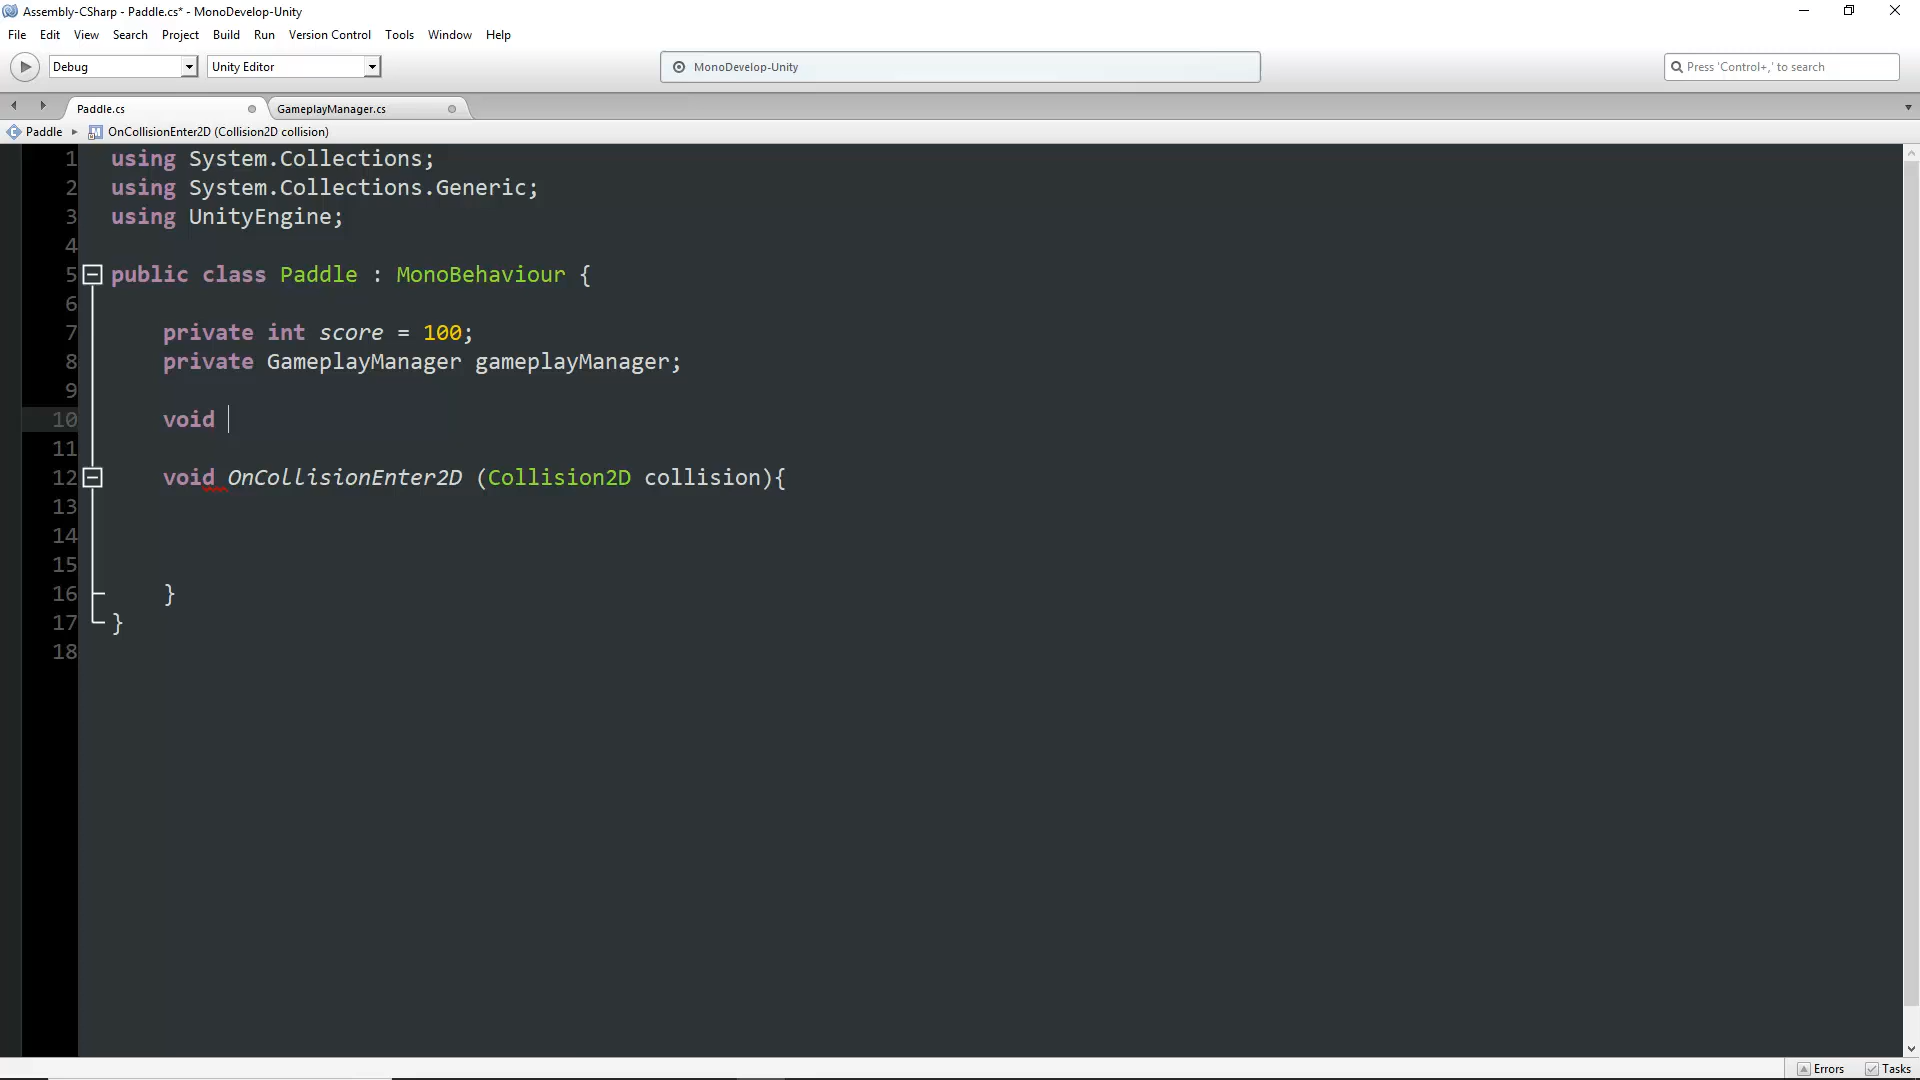 Assembly-CSharp - Paddle.cs* - MonoDevelop-Unity
File Edit View Search Project Build Run Version Control Tools Window Help
Debug Unity Editor MonoDevelop-Unity Press 'Control+,' to search
Paddle.cs GameplayManager.cs
Paddle OnCollisionEnter2D (Collision2D collision)
1 using System.Collections;
2 using System.Collections.Generic;
3 using UnityEngine;
4
5 public class Paddle : MonoBehaviour {
6
7 private int score = 100;
8 private GameplayManager gameplayManager;
9
10 void
11
12 void OnCollisionEnter2D (Collision2D collision){
13
14
15
16 }
17 }
18
Errors Tasks